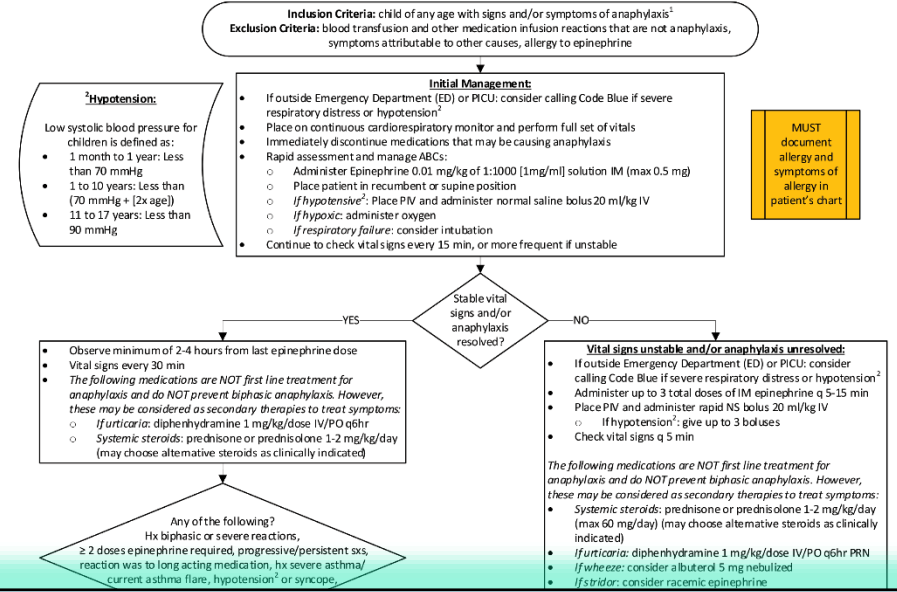 Inclusion Criteria: child of any age with signs and/or symptoms of anaphylaxis1
Exclusion Criteria: blood transfusion and other medication infusion reactions that are not anaphylaxis,
symptoms attributable to other causes, allergy to epinephrine
2Hypotension:
Low systolic blood pressure for
children is defined as:
• 1 month to 1 year: Less
than 70 mmHg
• 1 to 10 years: Less than
(70 mmHg + [2x age])
• 11 to 17 years: Less than
90 mmHg
Initial Management:
• If outside Emergency Department (ED) or PICU: consider calling Code Blue if severe
respiratory distress or hypotension2
• Place on continuous cardiorespiratory monitor and perform full set of vitals
• Immediately discontinue medications that may be causing anaphylaxis
• Rapid assessment and manage ABCs:
o Administer Epinephrine 0.01 mg/kg of 1:1000 [1mg/ml] solution IM (max 0.5 mg)
o Place patient in recumbent or supine position
o If hypotensive2: Place PIV and administer normal saline bolus 20 ml/kg IV
o If hypoxic: administer oxygen
o If respiratory failure: consider intubation
• Continue to check vital signs every 15 min, or more frequent if unstable
MUST
document
allergy and
symptoms of
allergy in
patient's chart
Stable vital
signs and/or
anaphylaxis
resolved?
YES
NO
• Observe minimum of 2-4 hours from last epinephrine dose
• Vital signs every 30 min
• The following medications are NOT first line treatment for
anaphylaxis and do NOT prevent biphasic anaphylaxis. However,
these may be considered as secondary therapies to treat symptoms:
o If urticaria: diphenhydramine 1 mg/kg/dose IV/PO q6hr
o Systemic steroids: prednisone or prednisolone 1-2 mg/kg/day
(may choose alternative steroids as clinically indicated)
Any of the following?
Hx biphasic or severe reactions,
≥ 2 doses epinephrine required, progressive/persistent sxs,
reaction was to long acting medication, hx severe asthma/
current asthma flare, hypotension2 or syncope,
Vital signs unstable and/or anaphylaxis unresolved:
• If outside Emergency Department (ED) or PICU: consider
calling Code Blue if severe respiratory distress or hypotension2
• Administer up to 3 total doses of IM epinephrine q 5-15 min
• Place PIV and administer rapid NS bolus 20 ml/kg IV
o If hypotension2: give up to 3 boluses
• Check vital signs q 5 min
The following medications are NOT first line treatment for
anaphylaxis and do NOT prevent biphasic anaphylaxis. However,
these may be considered as secondary therapies to treat symptoms:
• Systemic steroids: prednisone or prednisolone 1-2 mg/kg/day
(max 60 mg/day) (may choose alternative steroids as clinically
indicated)
• If urticaria: diphenhydramine 1 mg/kg/dose IV/PO q6hr PRN
• If wheeze: consider albuterol 5 mg nebulized
• If stridor: consider racemic epinephrine